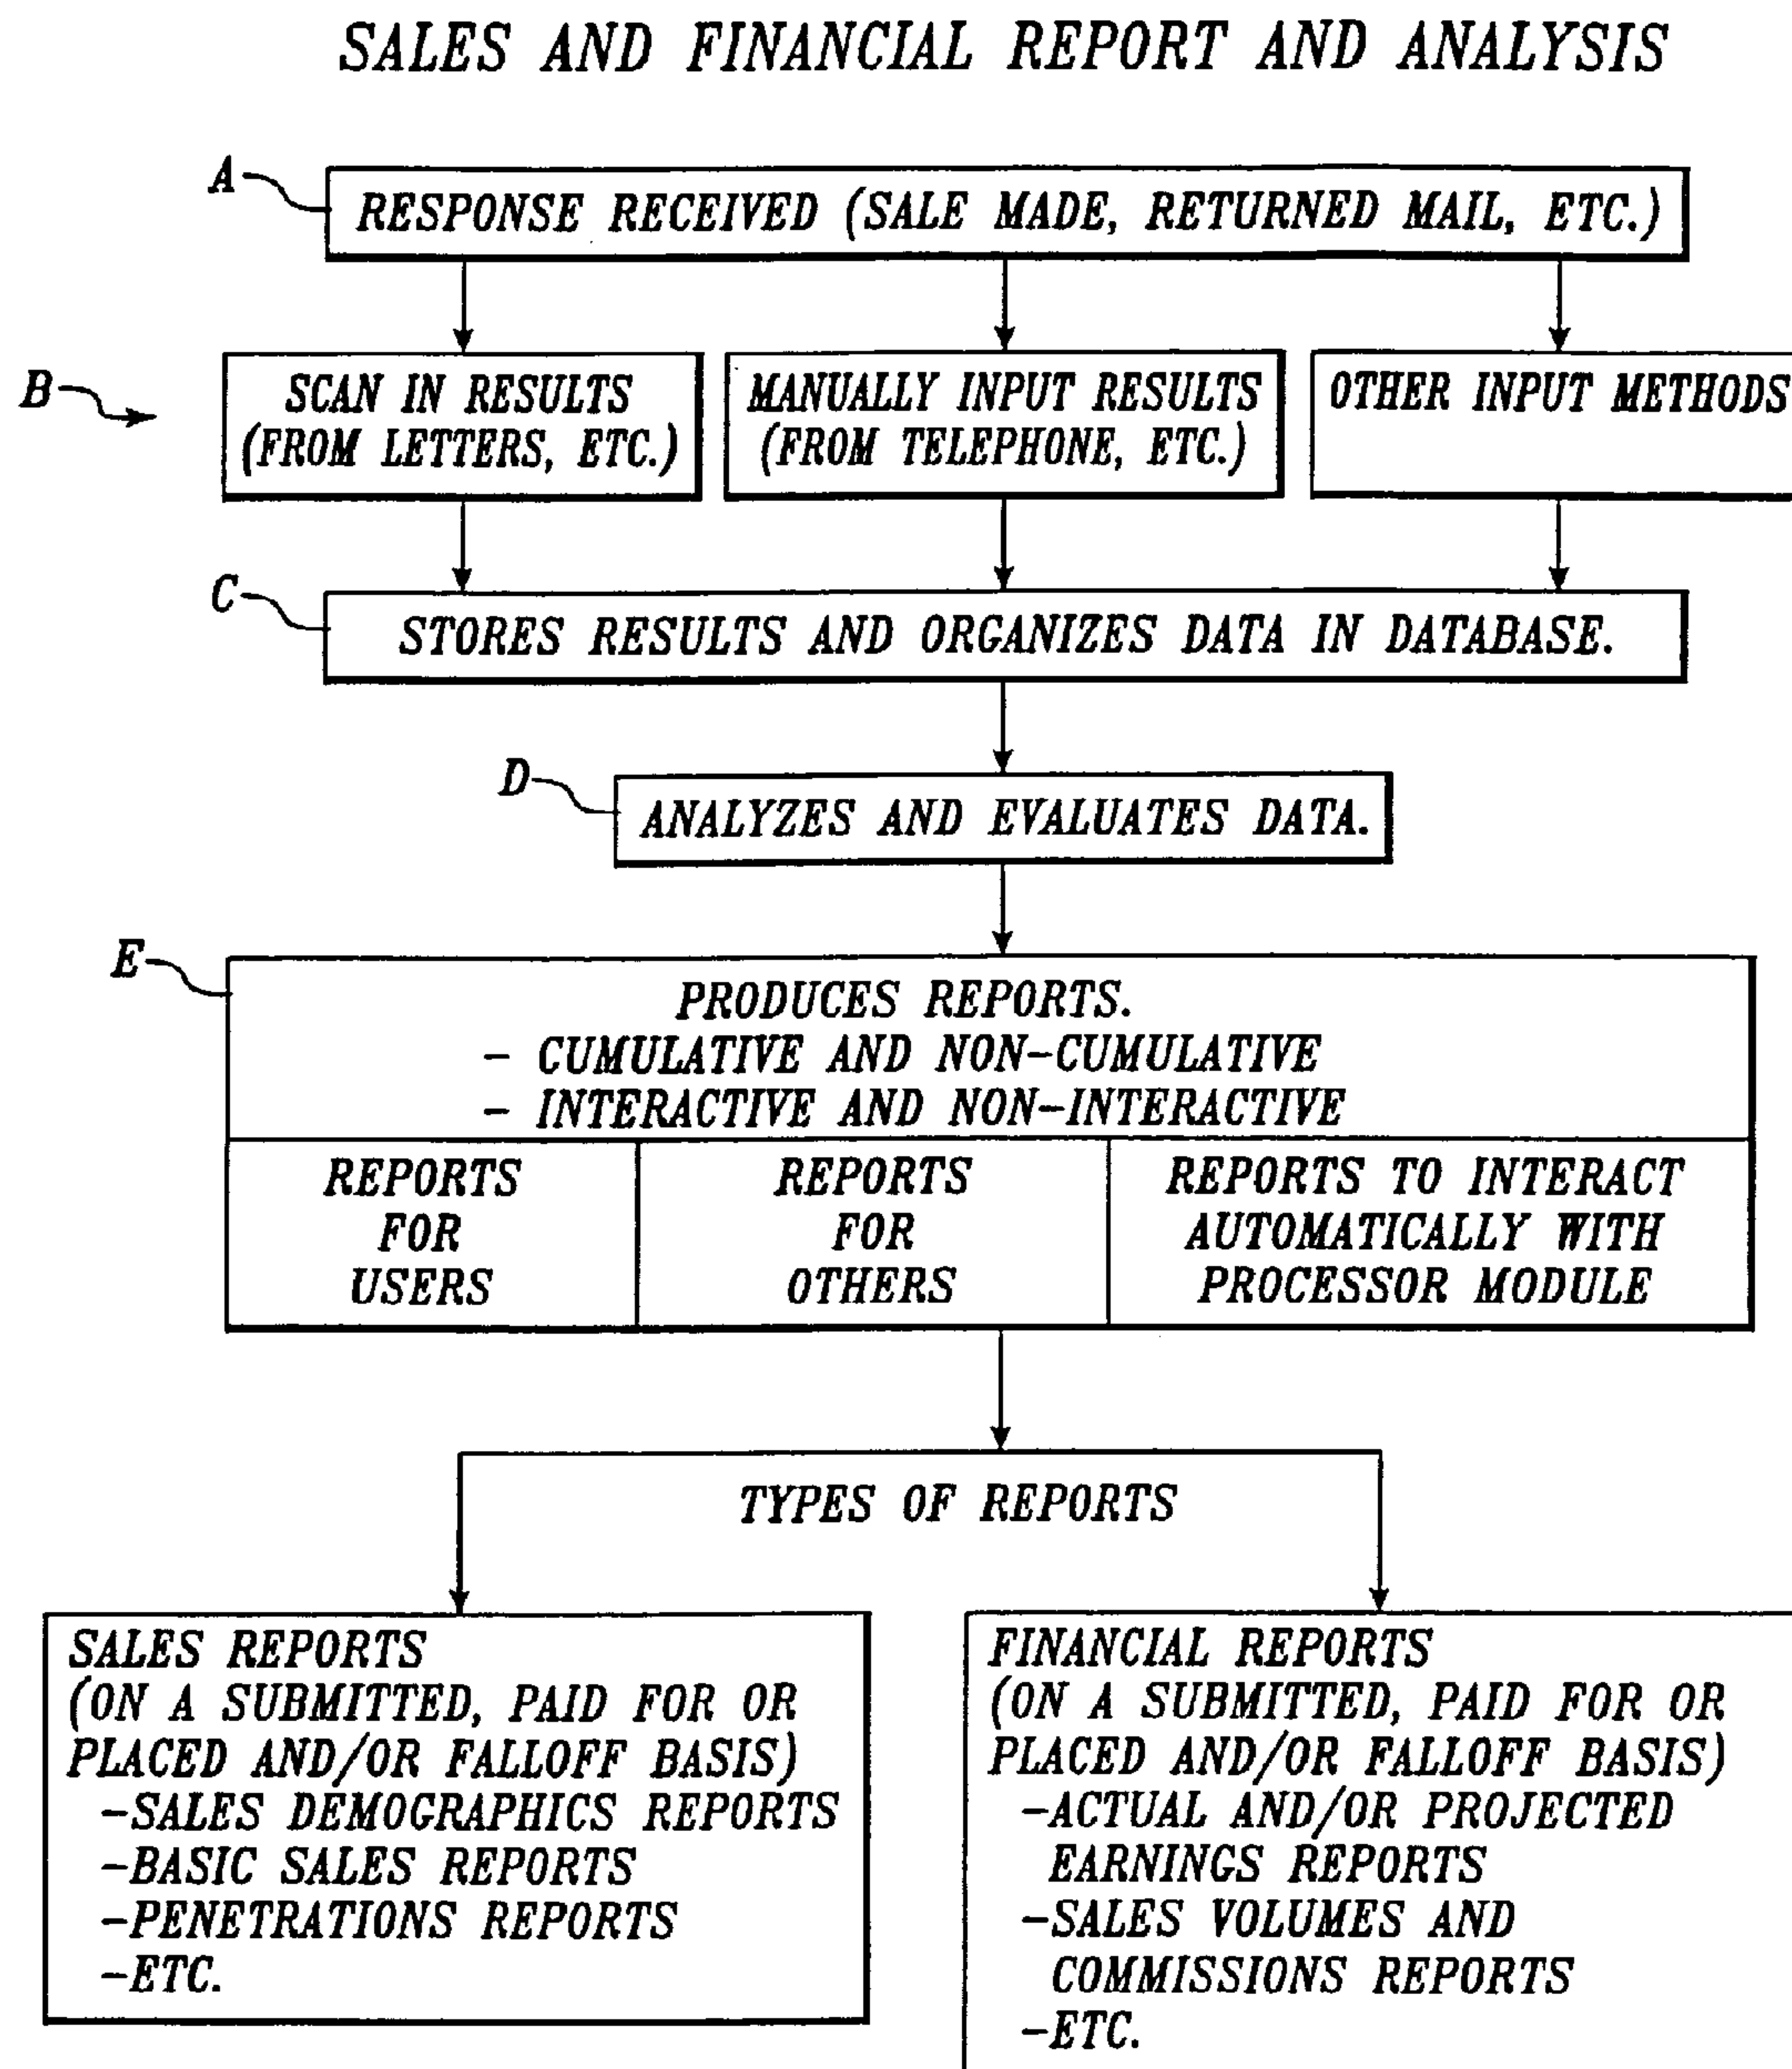 SALES AND FINANCIAL REPORT AND ANALYSIS
A
RESPONSE RECEIVED (SALE MADE, RETURNED MAIL, ETC.)
B
SCAN IN RESULTS
(FROM LETTERS, ETC.)
MANUALLY INPUT RESULTS
(FROM TELEPHONE, ETC.)
OTHER INPUT METHODS
C
STORES RESULTS AND ORGANIZES DATA IN DATABASE.
D
ANALYZES AND EVALUATES DATA.
E
PRODUCES REPORTS.
- CUMULATIVE AND NON-CUMULATIVE
- INTERACTIVE AND NON-INTERACTIVE
REPORTS
FOR
USERS
REPORTS
FOR
OTHERS
REPORTS TO INTERACT
AUTOMATICALLY WITH
PROCESSOR MODULE
TYPES OF REPORTS
SALES REPORTS
(ON A SUBMITTED, PAID FOR OR
PLACED AND/OR FALLOFF BASIS)
-SALES DEMOGRAPHICS REPORTS
-BASIC SALES REPORTS
-PENETRATIONS REPORTS
-ETC.
FINANCIAL REPORTS
(ON A SUBMITTED, PAID FOR OR
PLACED AND/OR FALLOFF BASIS)
-ACTUAL AND/OR PROJECTED
EARNINGS REPORTS
-SALES VOLUMES AND
COMMISSIONS REPORTS
-ETC.